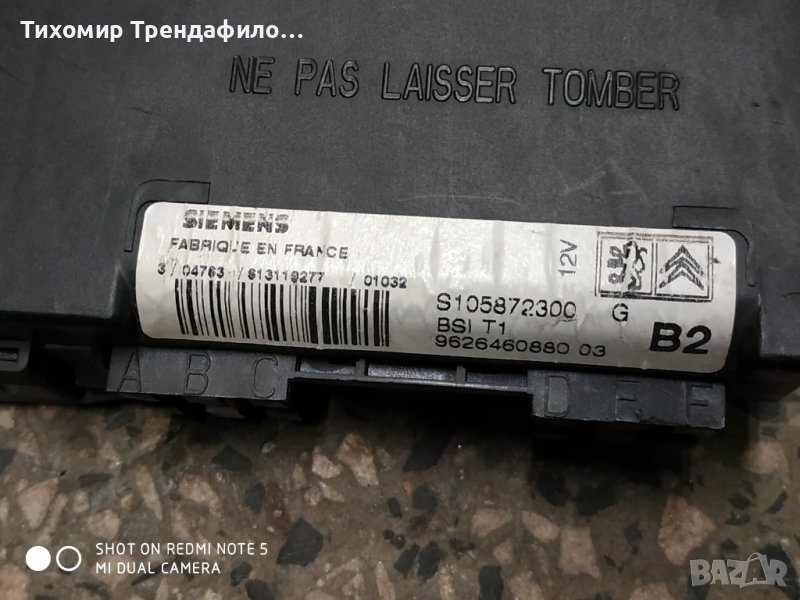 Тихомир Трендафило...
NE PAS LAISSER TOMBER
SIEMENS
FABRIQUE EN FRANCE
3 / 04763 / 613119277 / 01032
12V
S105872300 G
BSI T1
9626460880 03
B2
A B C D E F
SHOT ON REDMI NOTE 5
MI DUAL CAMERA
BAZAR